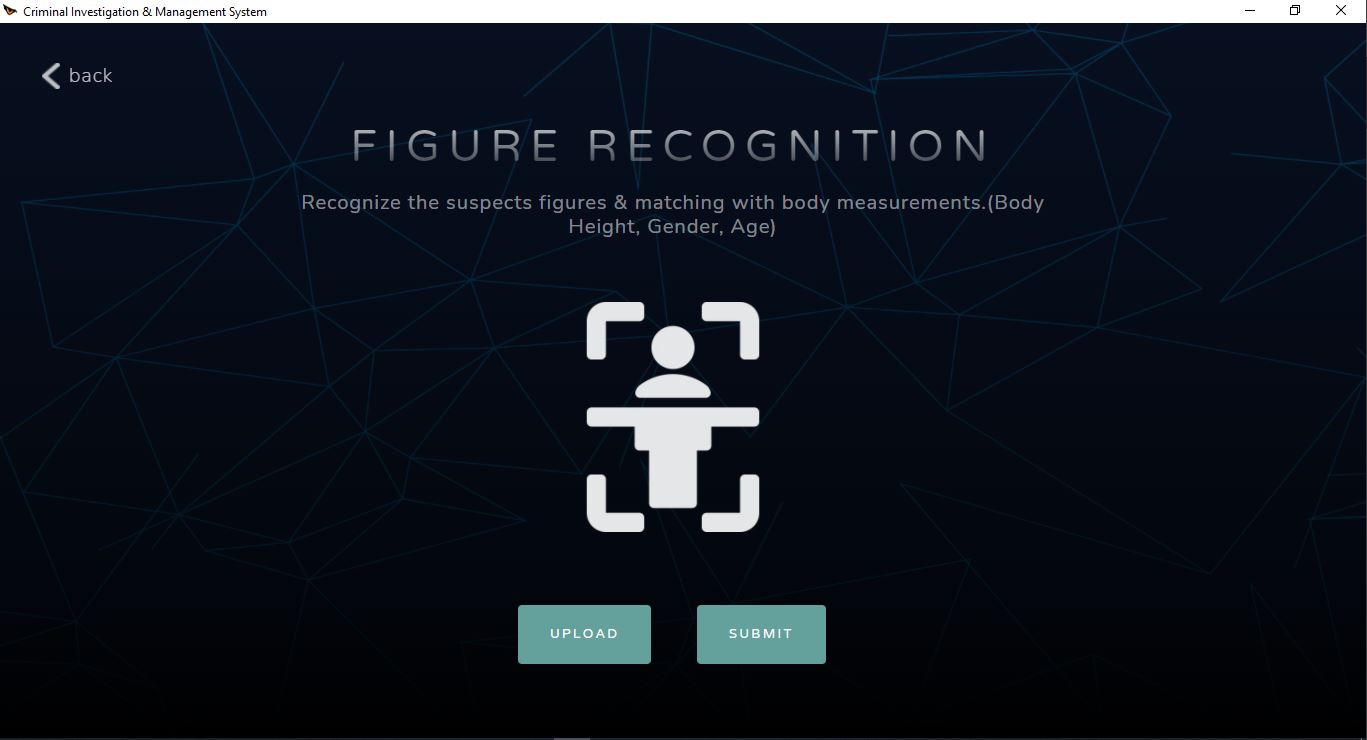 Criminal Investigation & Management System
back
FIGURE RECOGNITION
Recognize the suspects figures & matching with body measurements.(Body
Height, Gender, Age)
UPLOAD
SUBMIT